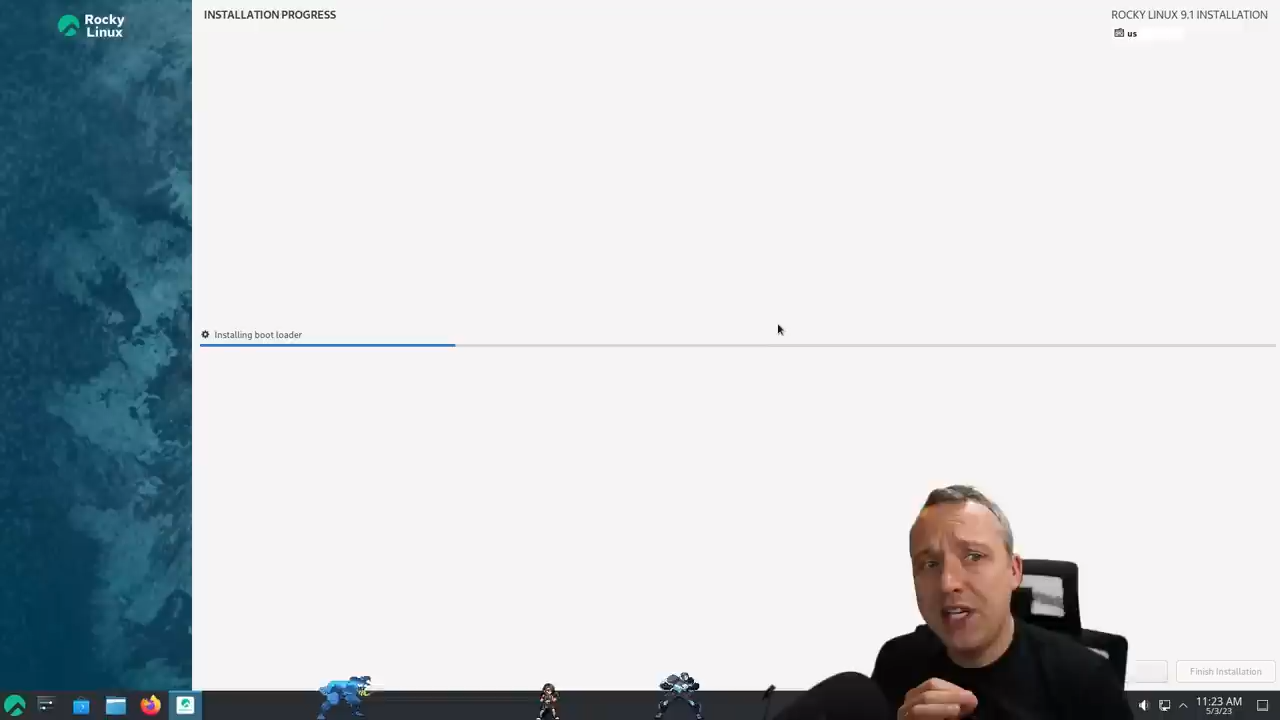 Rocky
Linux
INSTALLATION PROGRESS
ROCKY LINUX 9.1 INSTALLATION
us
Installing boot loader
Finish Installation
11:23 AM
5/3/23